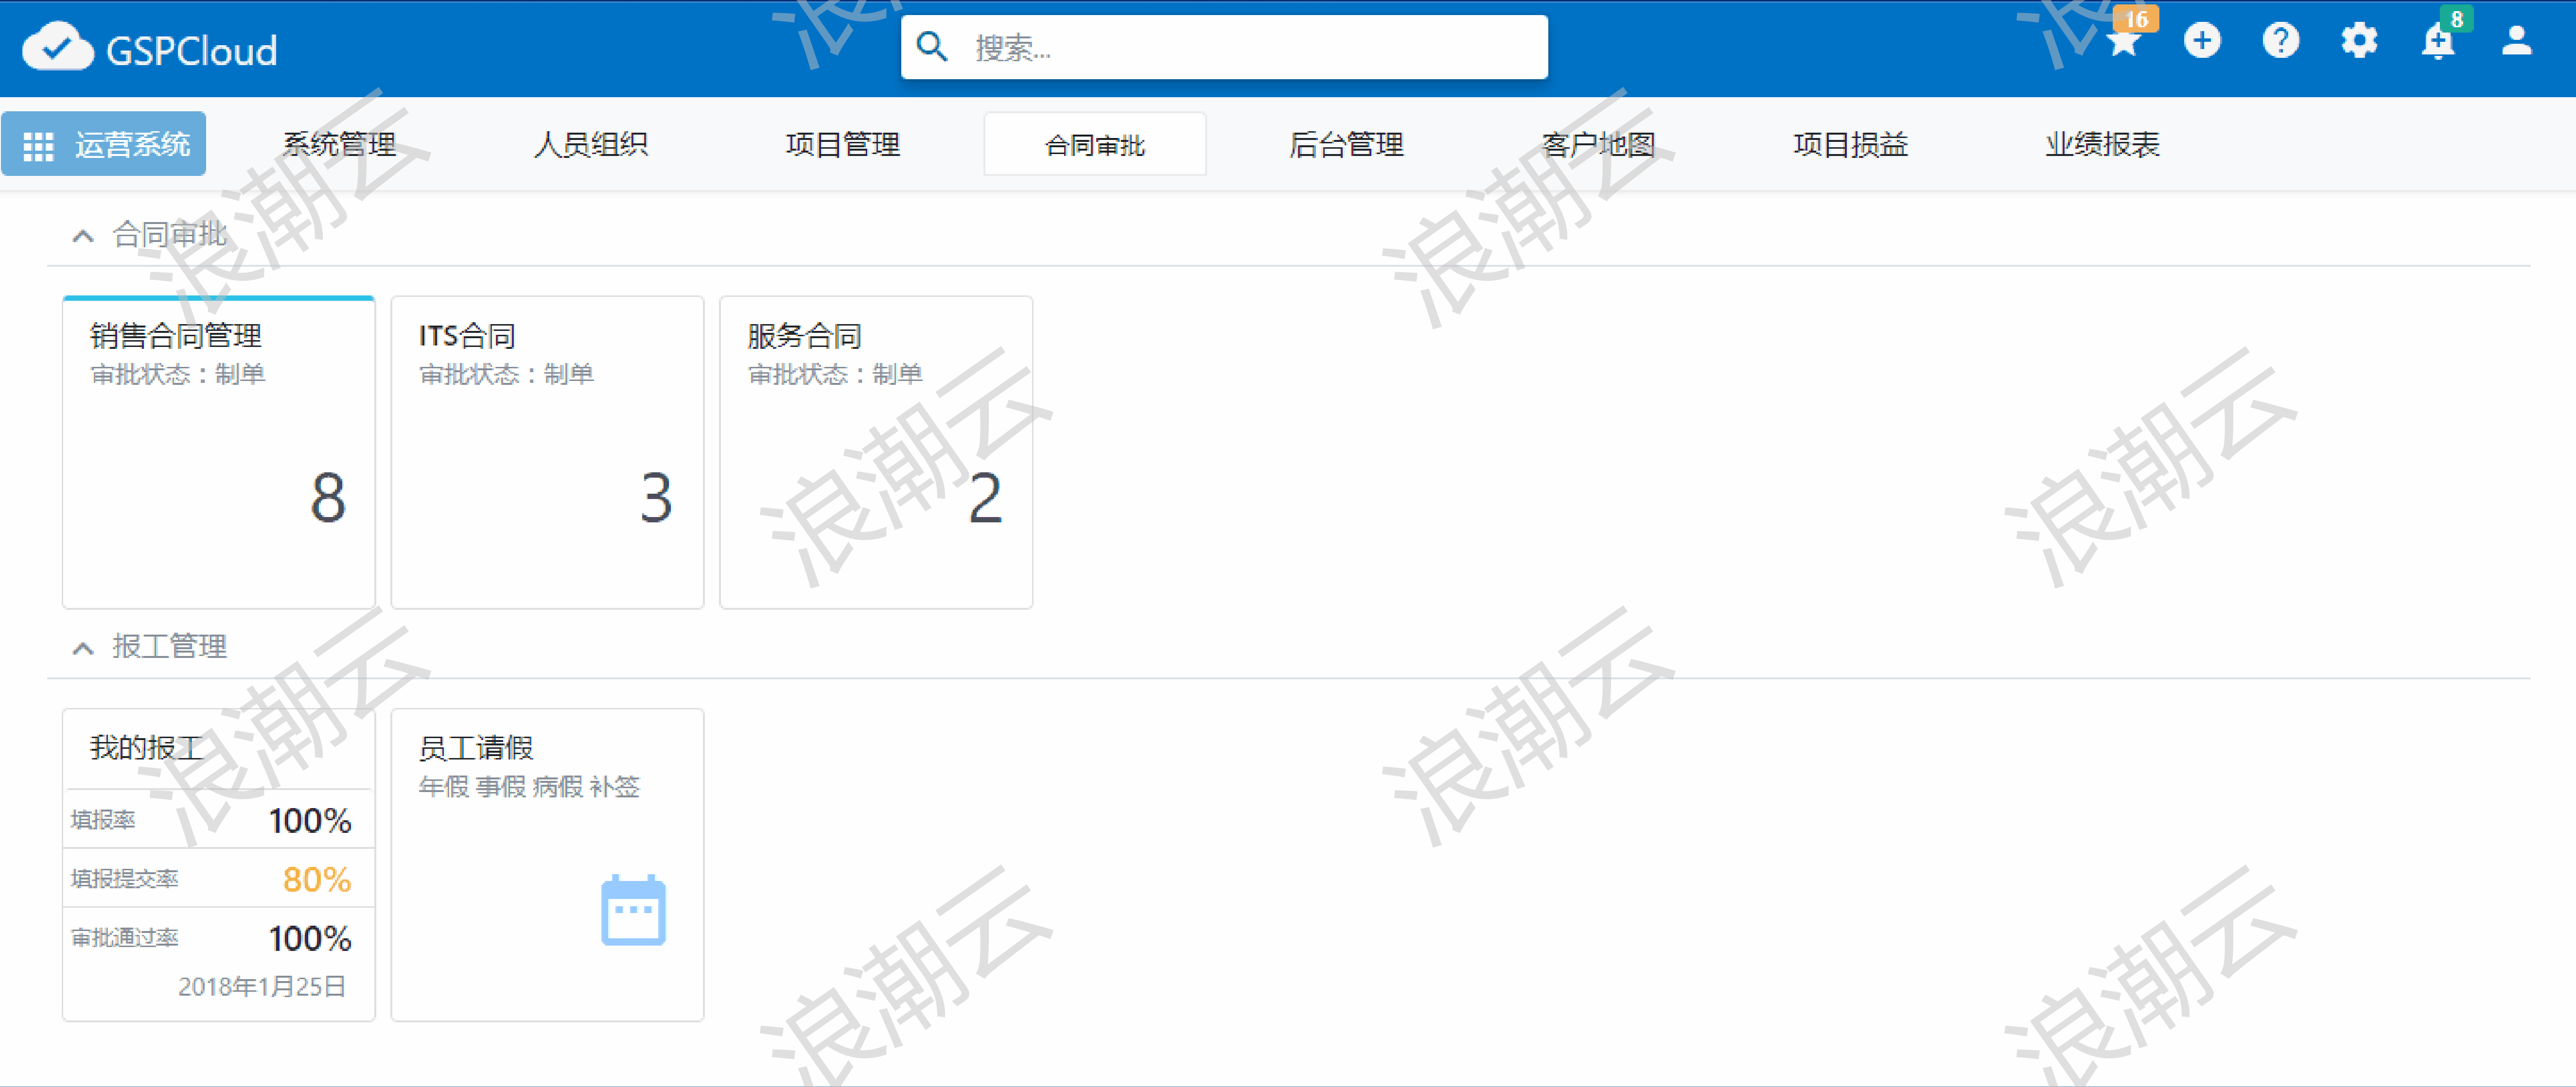 GSPCloud
搜索...
16
8
运营系统
系统管理
人员组织
项目管理
合同审批
后台管理
客户地图
项目损益
业绩报表
合同审批
销售合同管理
审批状态：制单
8
ITS合同
审批状态：制单
3
服务合同
审批状态：制单
2
报工管理
我的报工
填报率 100%
填报提交率 80%
审批通过率 100%
2018年1月25日
员工请假
年假 事假 病假 补签
浪潮云
浪潮云
浪潮云
浪潮云
浪潮云
浪潮云
浪潮云
浪潮云